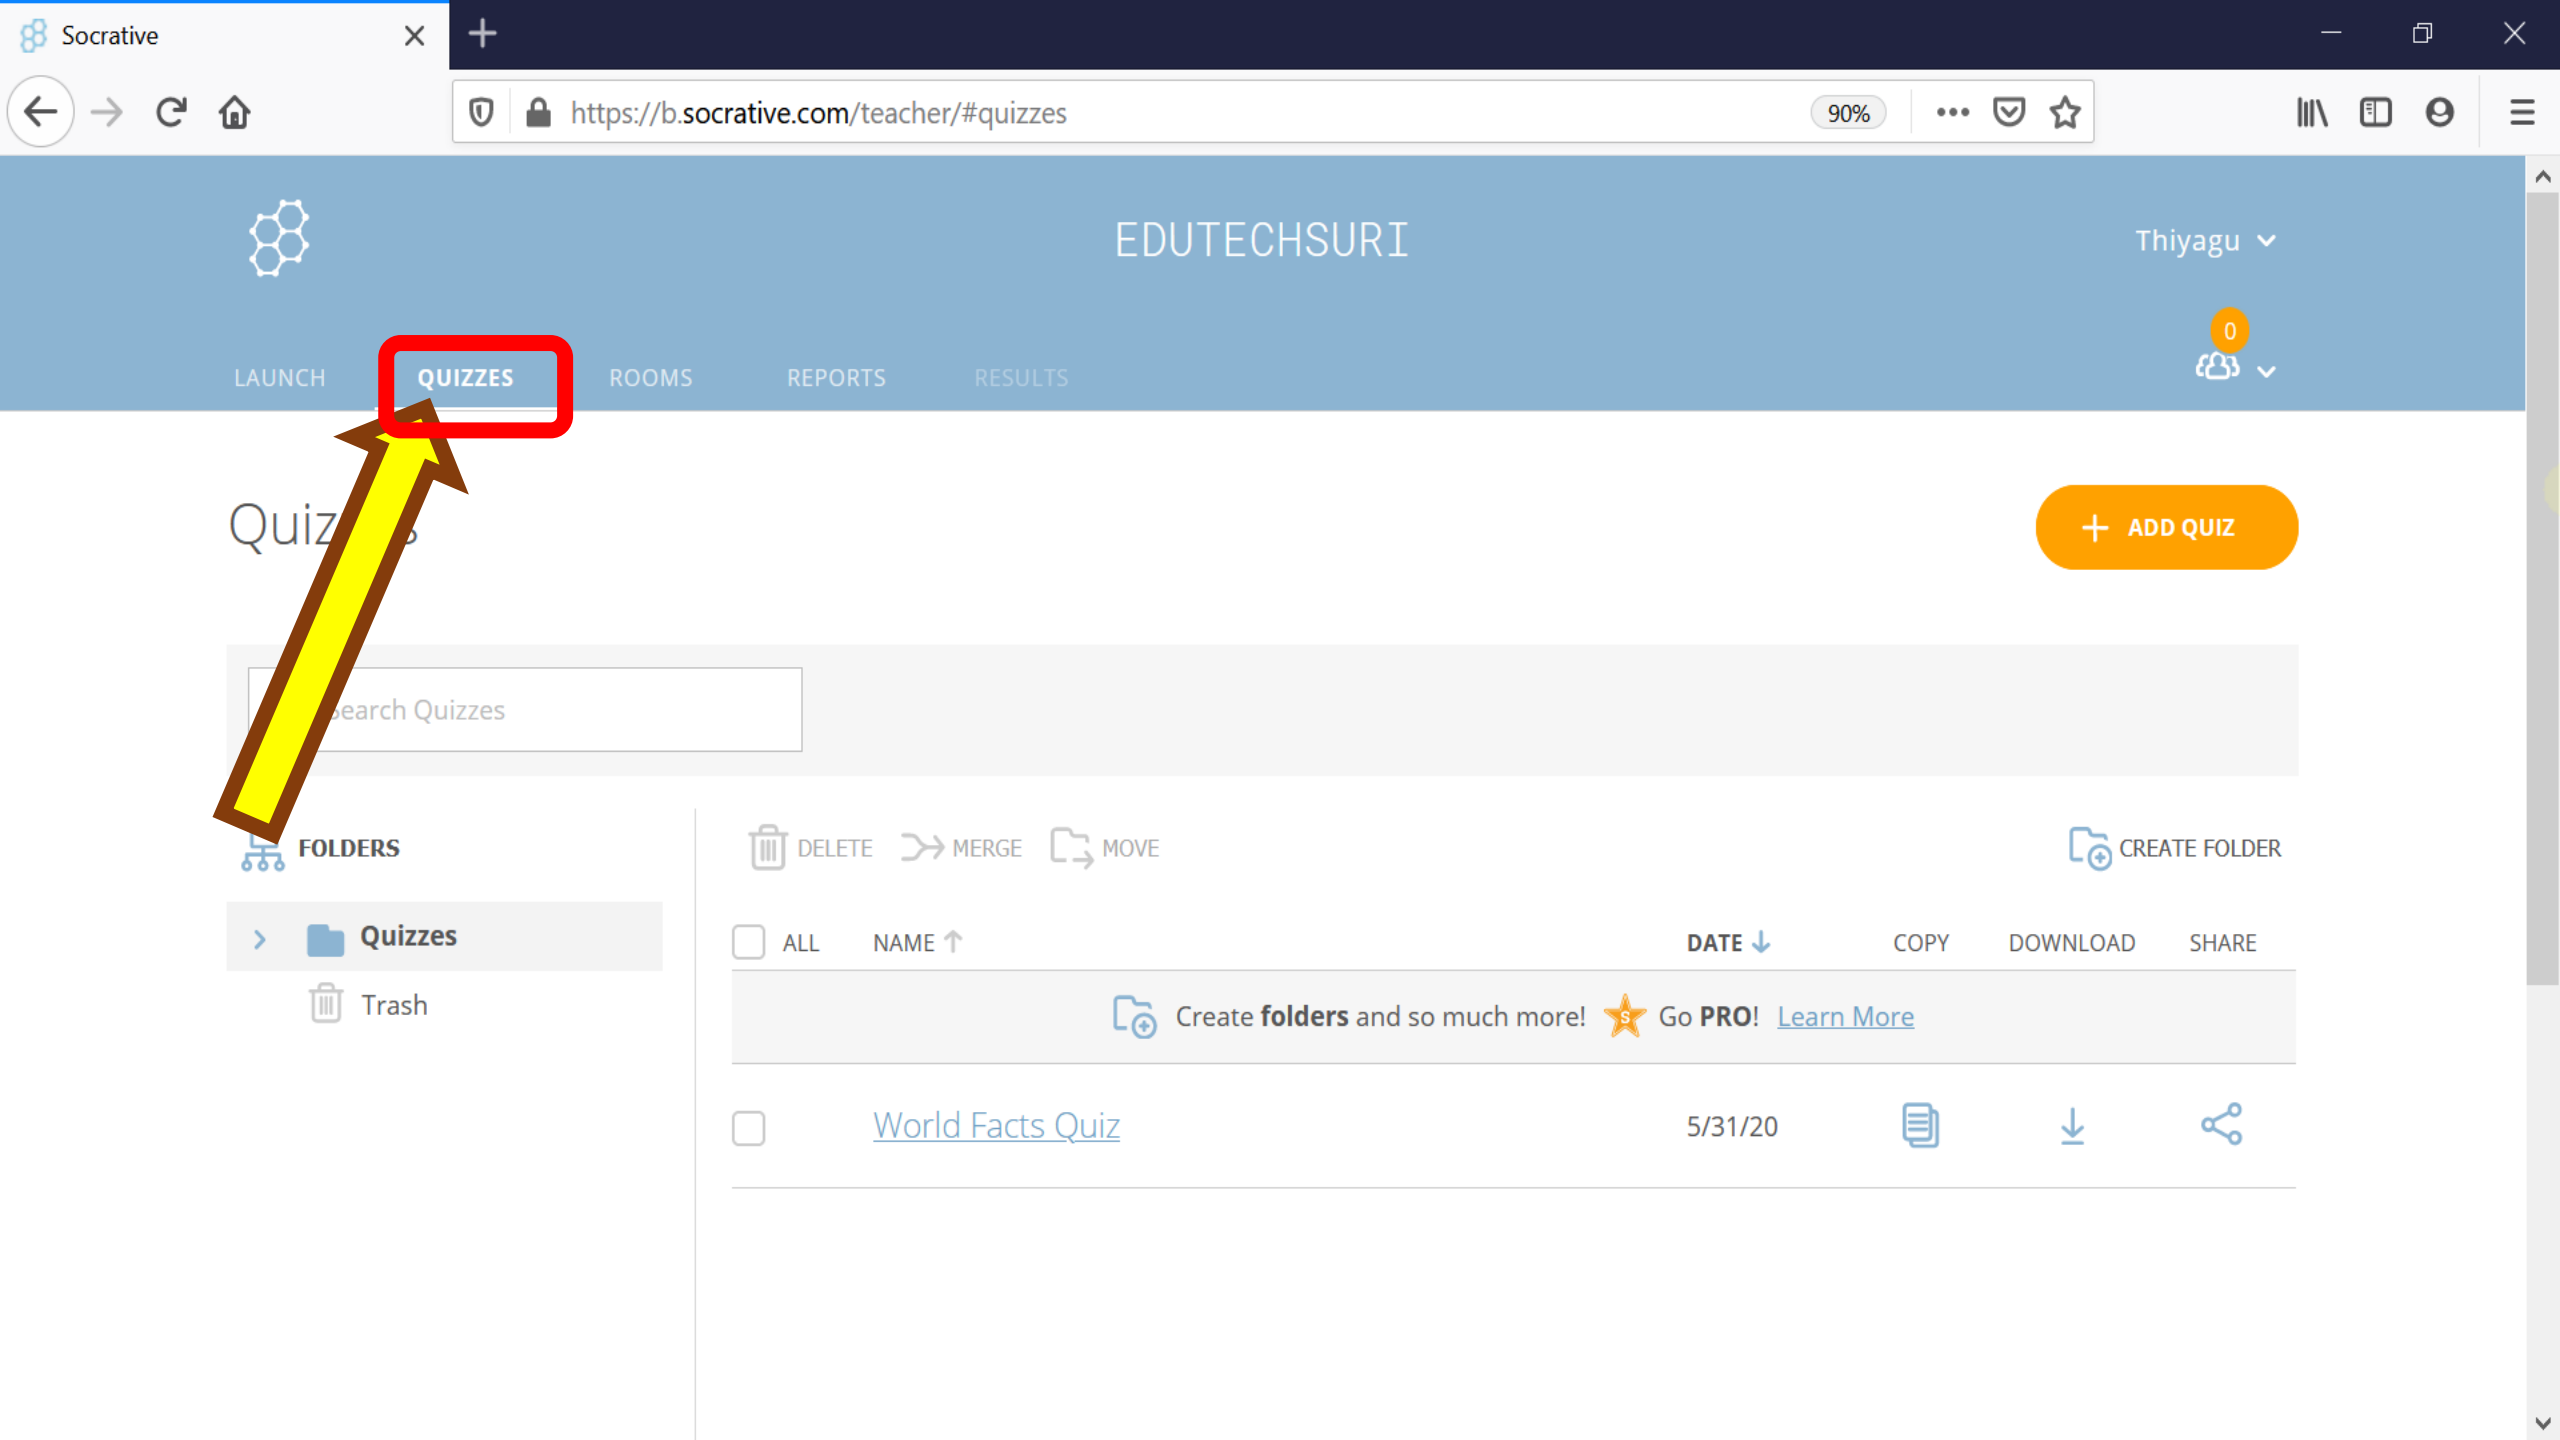 Socrative
https://b.socrative.com/teacher/#quizzes
90%
EDUTECHSURI
Thiyagu
0
LAUNCH QUIZZES ROOMS REPORTS RESULTS
ADD QUIZ
Quizzes
FOLDERS
DELETE MERGE MOVE
CREATE FOLDER
Quizzes
Trash
ALL NAME DATE COPY DOWNLOAD SHARE
Create folders and so much more! S Go PRO! Learn More
World Facts Quiz 5/31/20